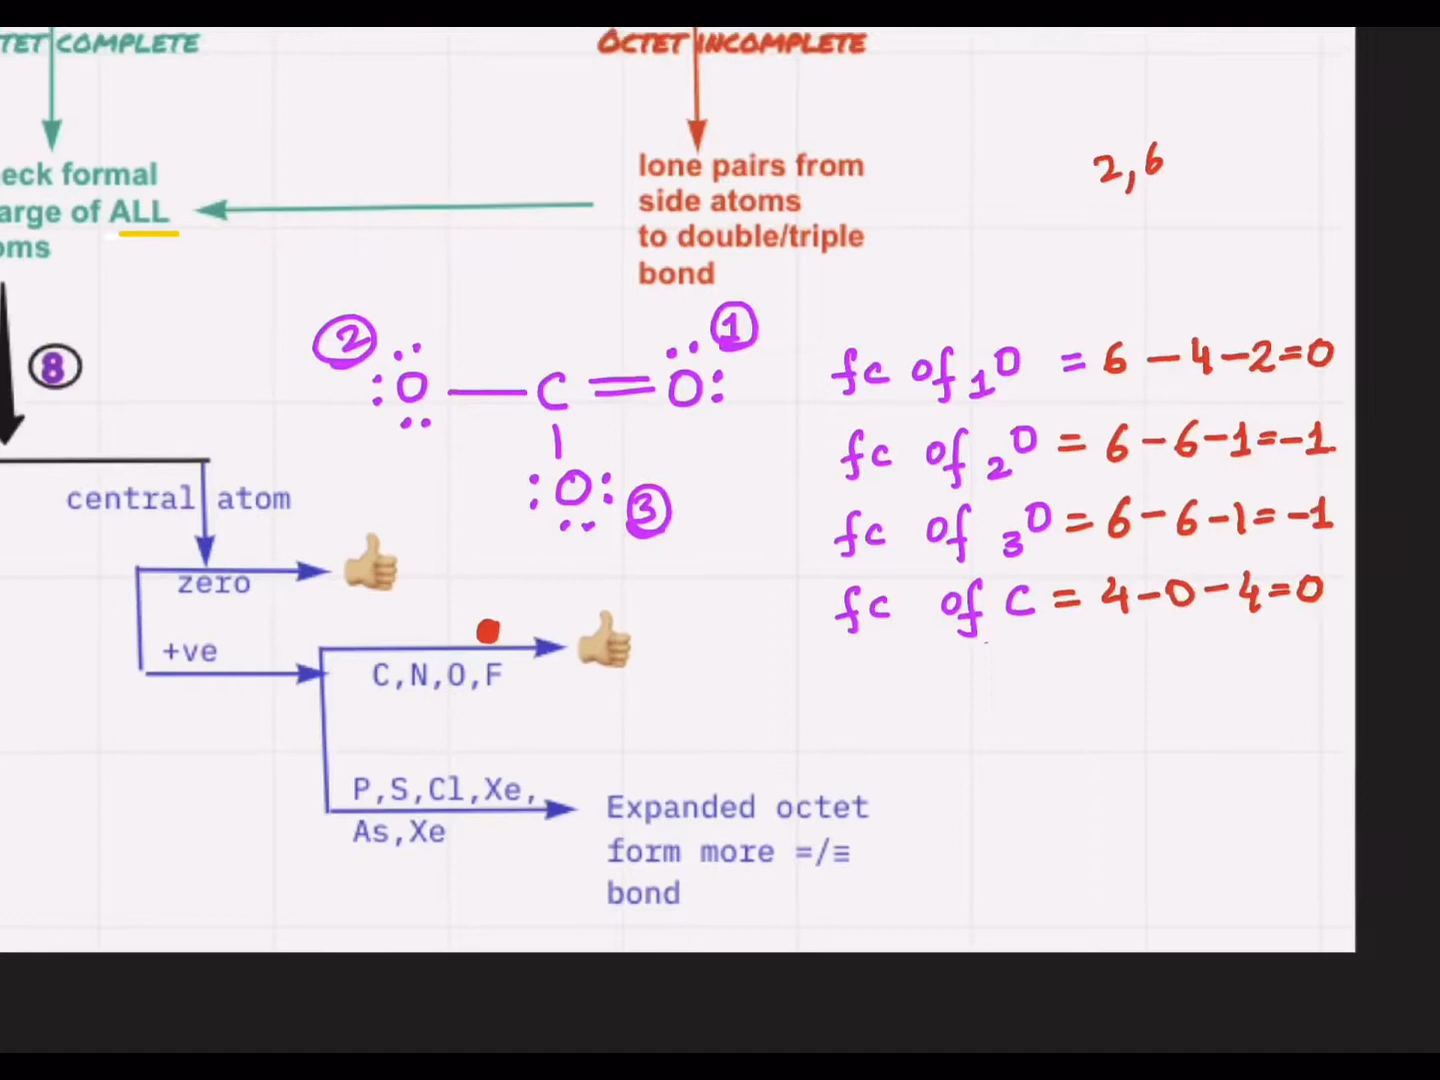 TET COMPLETE
OCTET INCOMPLETE
eck formal
arge of ALL
oms
lone pairs from
side atoms
to double/triple
bond
2,6
8
2
1
:O — C = O:
:O:
3
fc of 1O = 6 – 4 – 2 = 0
fc of 2O = 6 – 6 – 1 = –1
fc of 3O = 6 – 6 – 1 = –1
fc of C = 4 – 0 – 4 = 0
central atom
zero
+ve
C,N,O,F
P,S,Cl,Xe,
As,Xe
Expanded octet
form more =/≡
bond